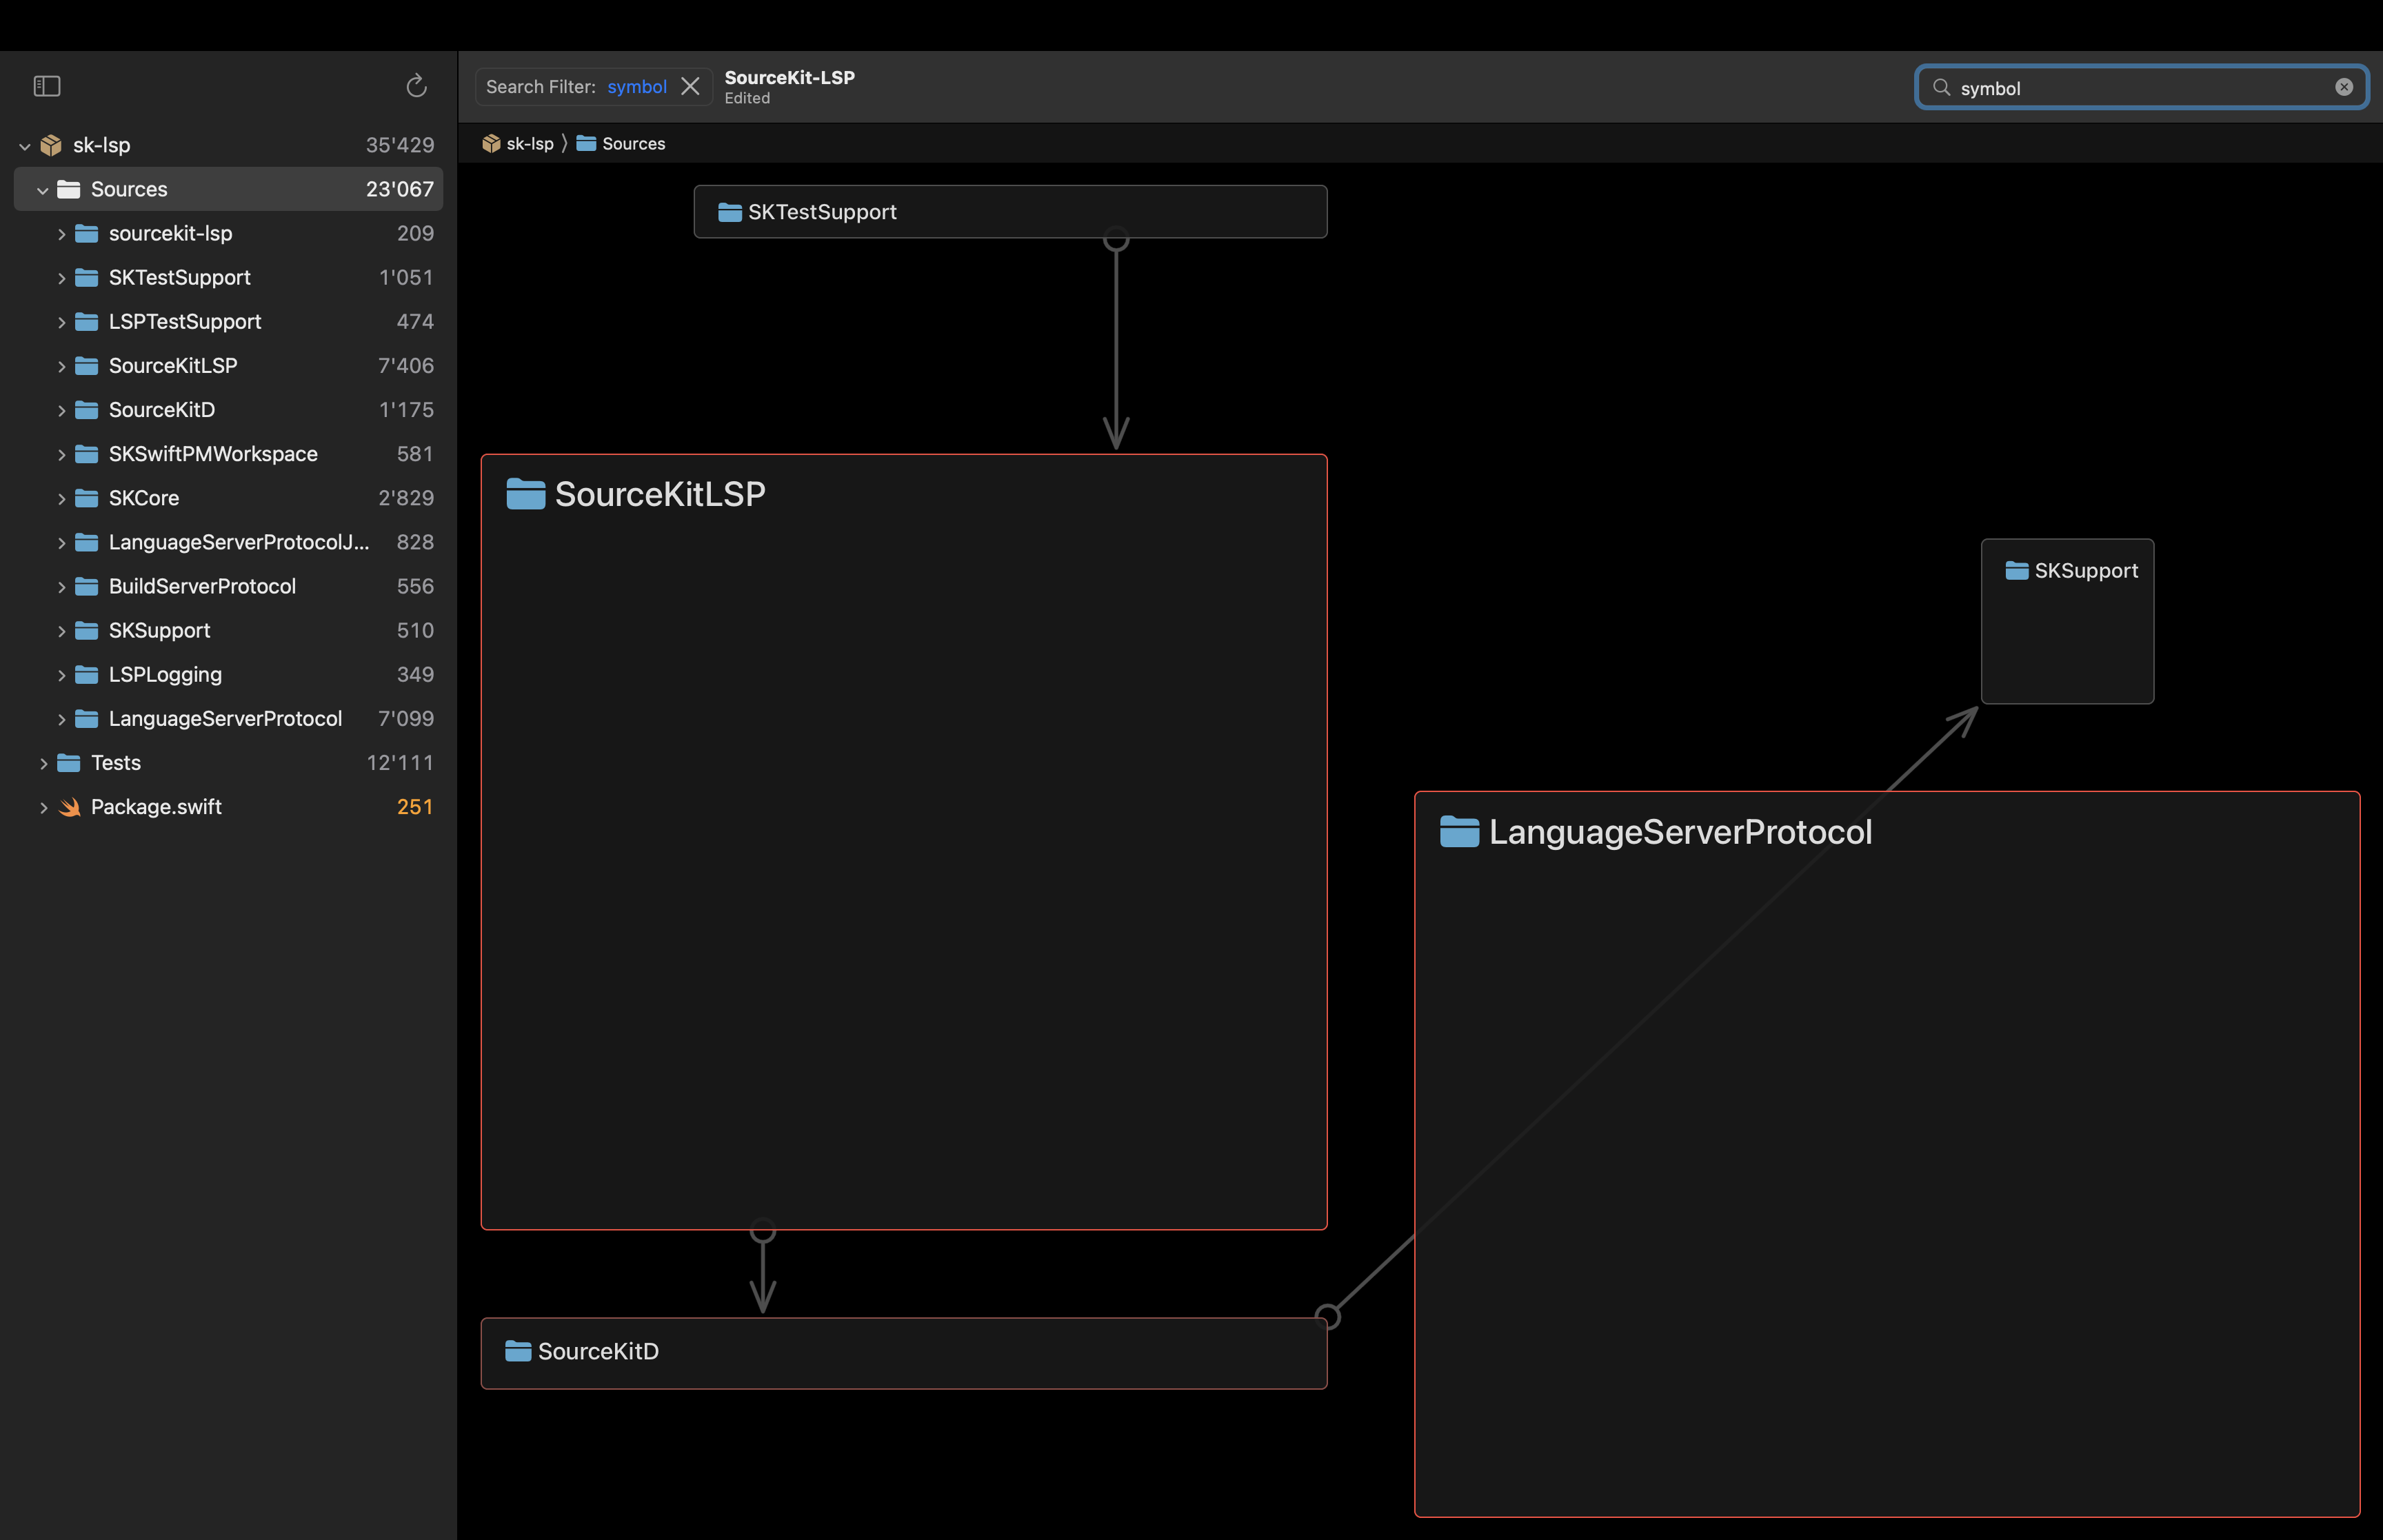 Search Filter: symbol
SourceKit-LSP
Edited
symbol
sk-lsp 35'429
Sources 23'067
sourcekit-lsp 209
SKTestSupport 1'051
LSPTestSupport 474
SourceKitLSP 7'406
SourceKitD 1'175
SKSwiftPMWorkspace 581
SKCore 2'829
LanguageServerProtocolJ... 828
BuildServerProtocol 556
SKSupport 510
LSPLogging 349
LanguageServerProtocol 7'099
Tests 12'111
Package.swift 251
sk-lsp 〉 Sources
SKTestSupport
SourceKitLSP
SKSupport
LanguageServerProtocol
SourceKitD